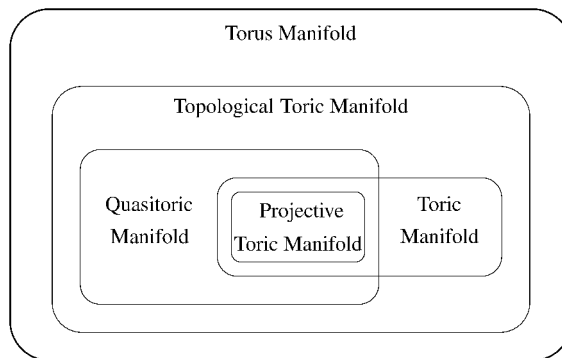 Torus Manifold
Topological Toric Manifold
Quasitoric
Manifold
Projective
Toric Manifold
Toric
Manifold